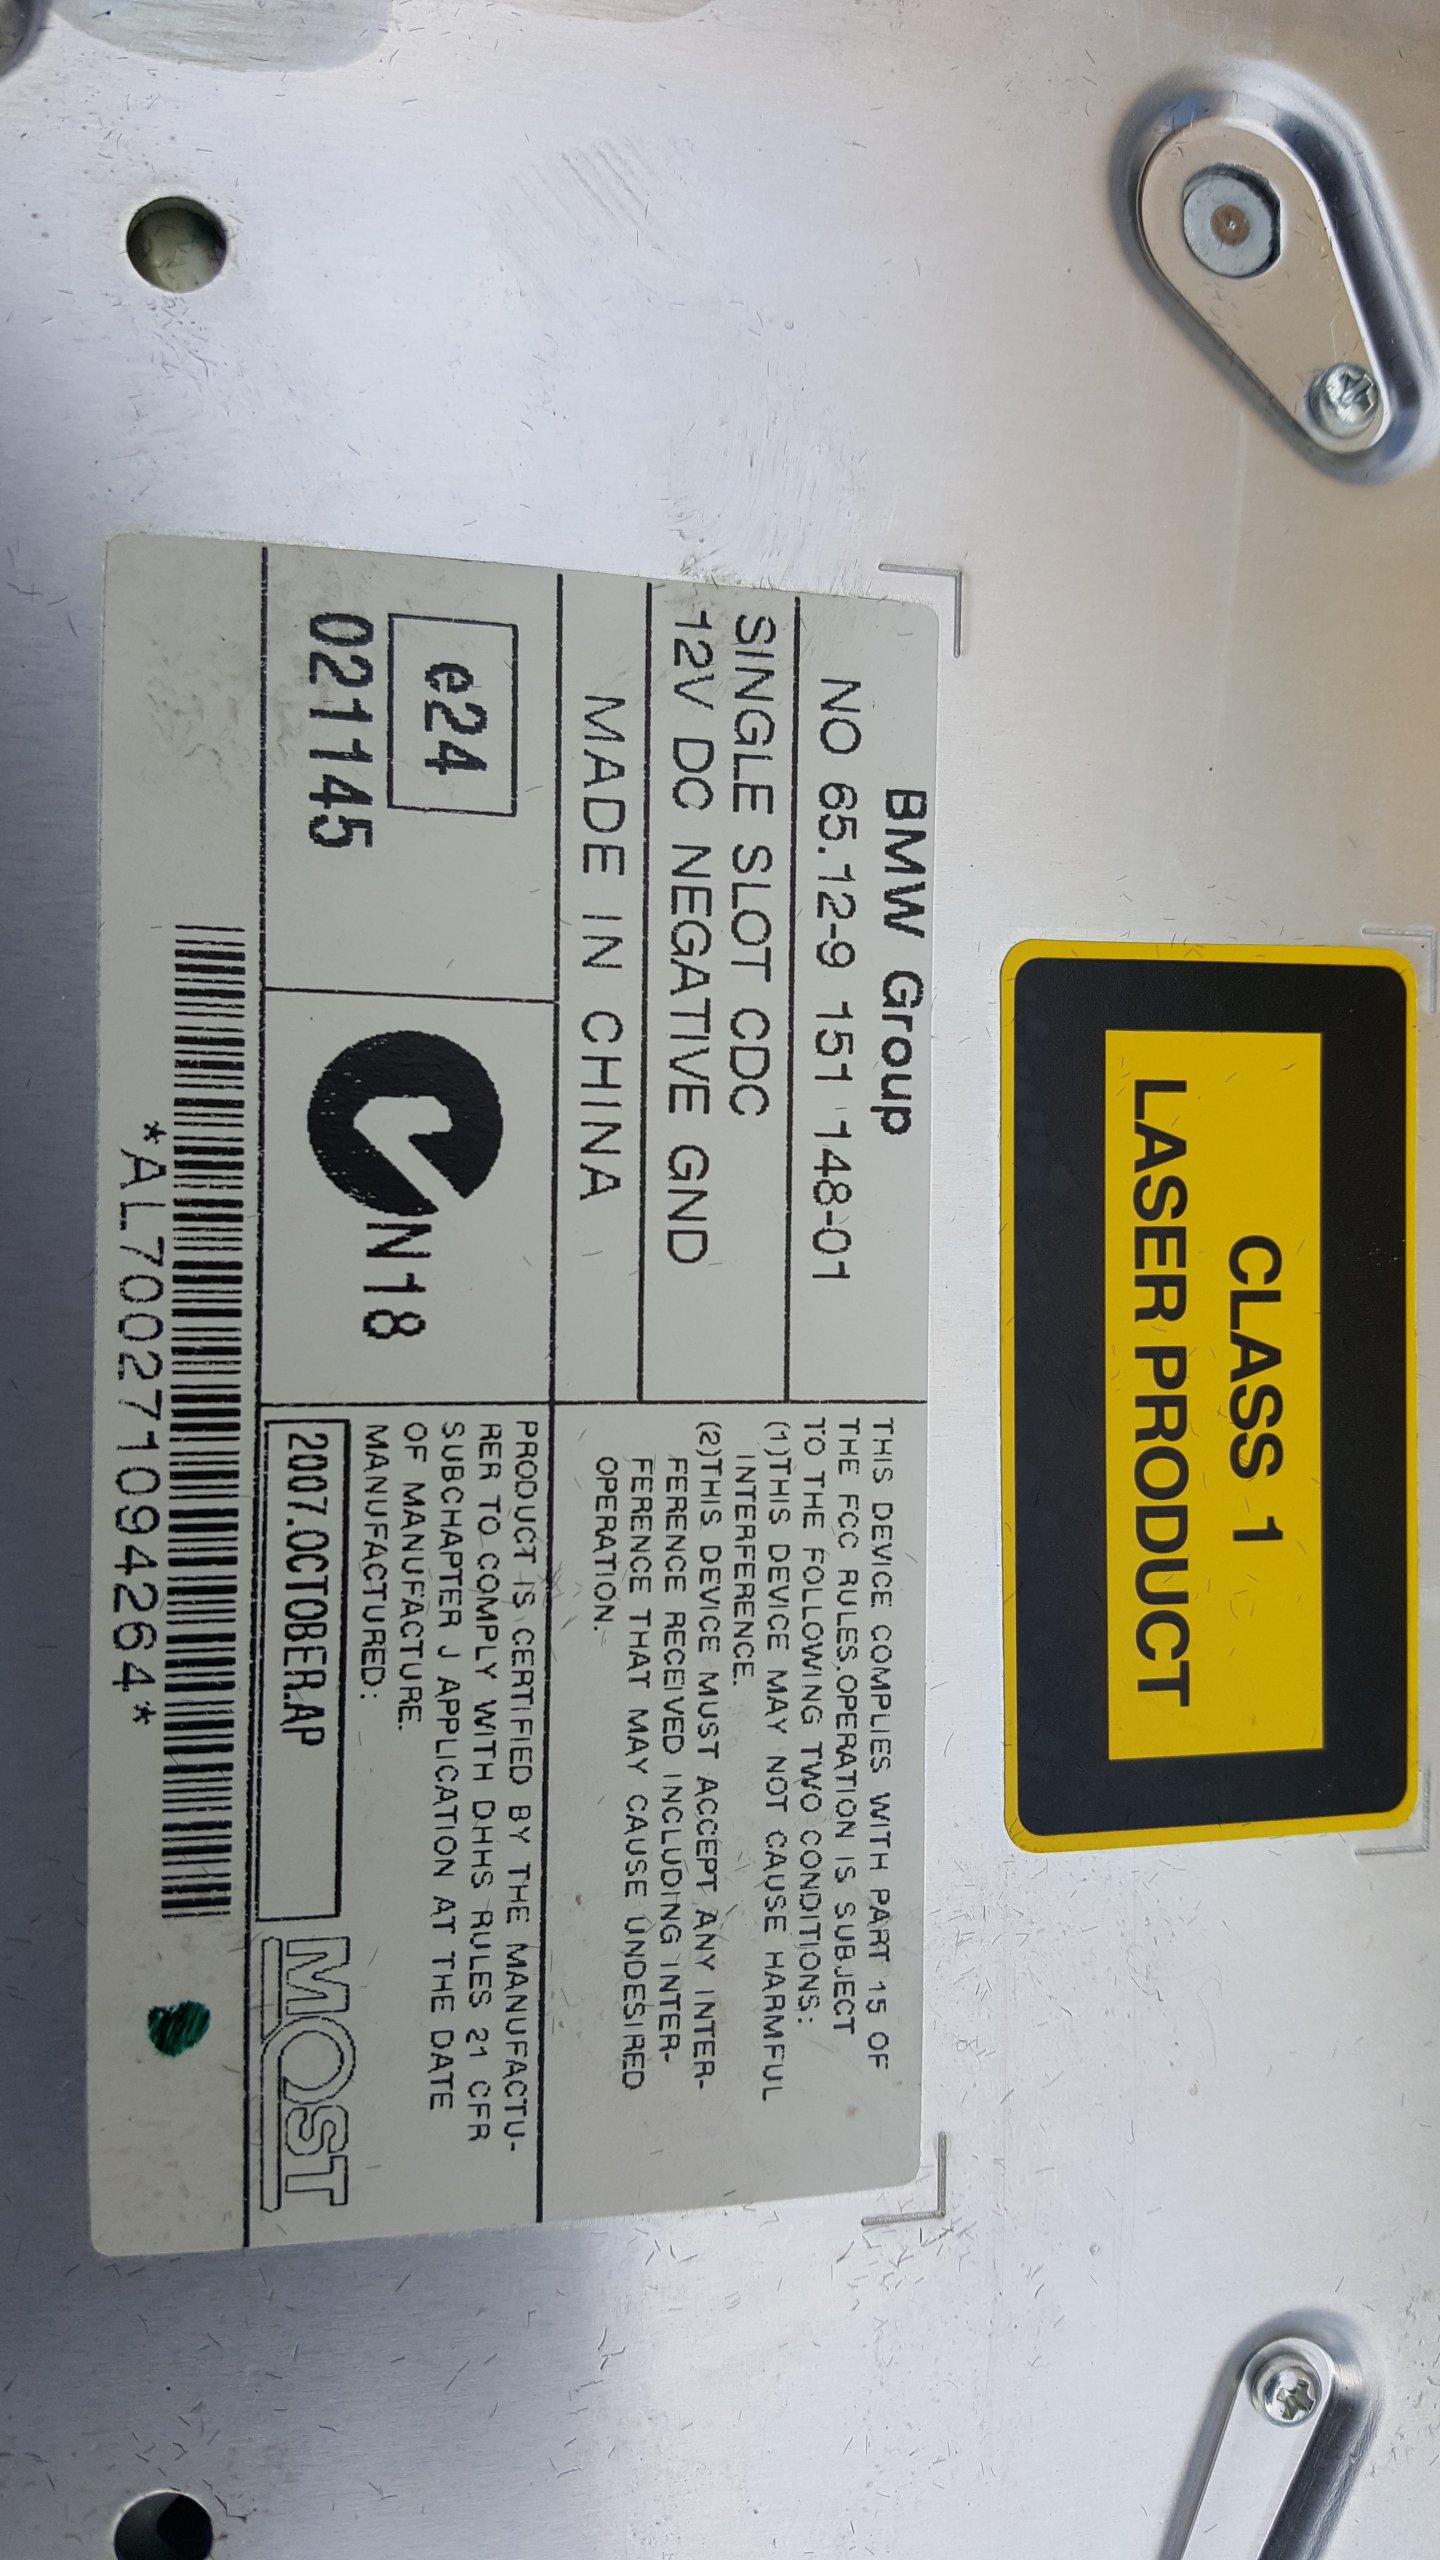 CLASS 1
LASER PRODUCT
BMW Group
NO 65.12-9 151 148-01
SINGLE SLOT CDC
12V DC NEGATIVE GND
MADE IN CHINA
THIS DEVICE COMPLIES WITH PART 15 OF
THE FCC RULES,OPERATION IS SUBJECT
TO THE FOLLOWING TWO CONDITIONS:
(1)THIS DEVICE MAY NOT CAUSE HARMFUL
INTERFERENCE.
(2)THIS DEVICE MUST ACCEPT ANY INTER-
FERENCE RECEIVED INCLUDING INTER-
FERENCE THAT MAY CAUSE UNDESIRED
OPERATION.
e24
021145
N18
PRODUCT IS CERTIFIED BY THE MANUFACTU-
RER TO COMPLY WITH DHHS RULES 21 CFR
SUBCHAPTER J APPLICATION AT THE DATE
OF MANUFACTURE.
MANUFACTURED:
2007.OCTOBER.AP
MOST
*AL700271094264*